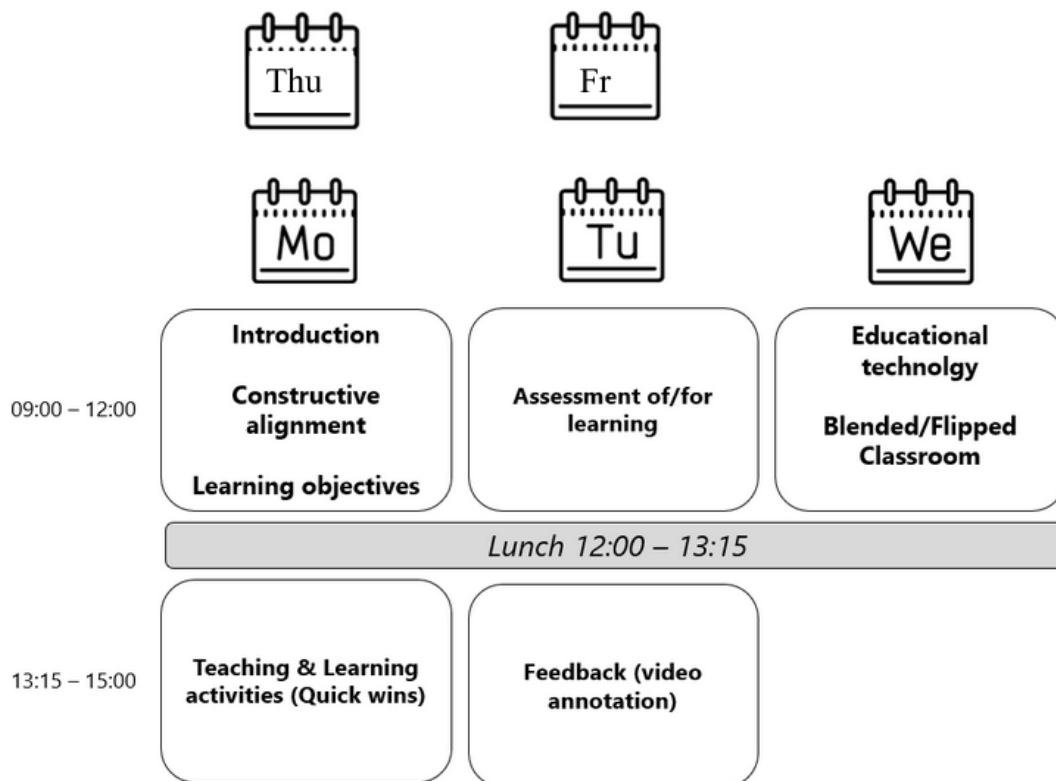 Thu
Fr
Mo
Tu
We
Introduction
Constructive
alignment
Learning objectives
Assessment of/for
learning
Educational
technolgy
Blended/Flipped
Classroom
09:00 – 12:00
Lunch 12:00 – 13:15
13:15 – 15:00
Teaching & Learning
activities (Quick wins)
Feedback (video
annotation)